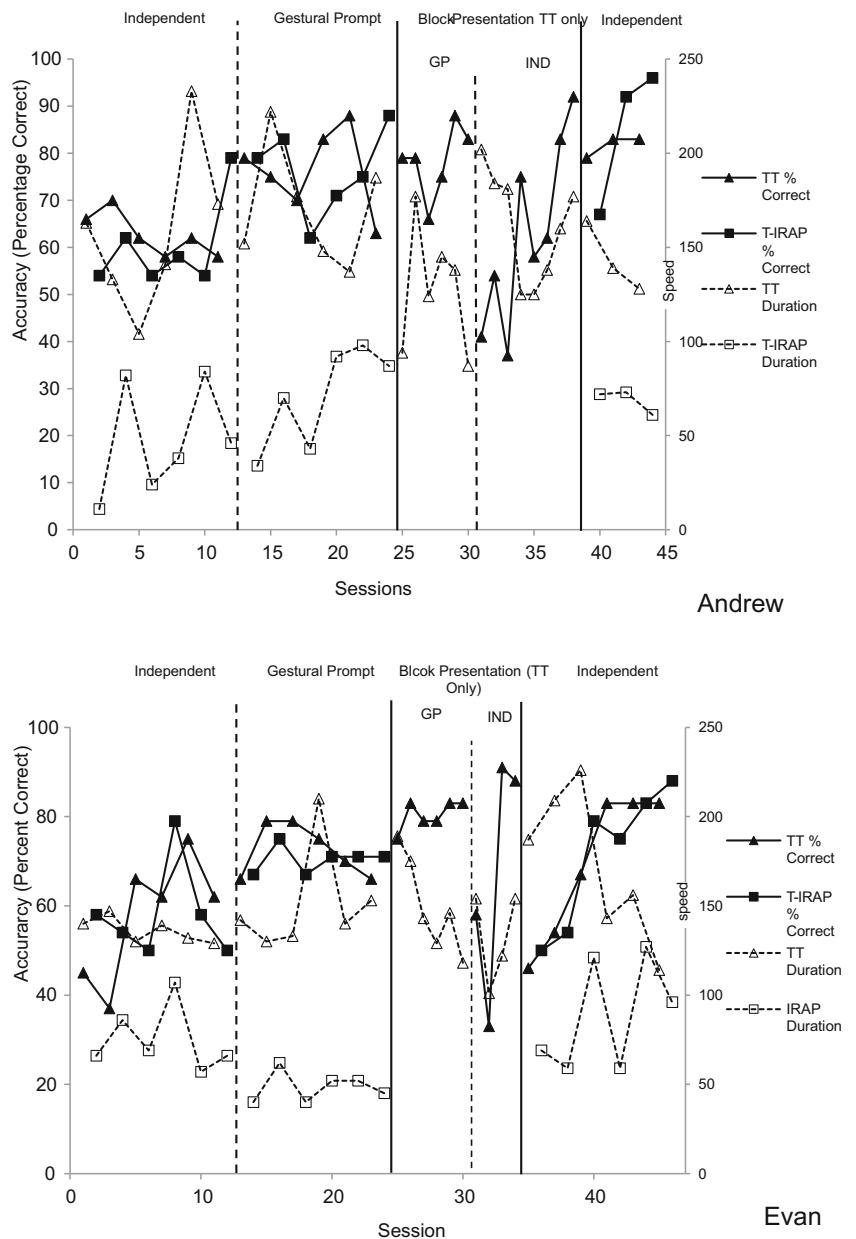 Independent Gestural Prompt Block Presentation TT only Independent
GP IND
Accuracy (Percentage Correct)
100
90
80
70
60
50
40
30
20
10
0
0 5 10 15 20 25 30 35 40 45
Sessions
250
200
150
100
50
0
Speed
TT %
Correct
T-IRAP
%
Correct
TT
Duration
T-IRAP
Duration
Andrew
Independent Gestural Prompt Blcok Presentation (TT Independent
Only)
GP IND
Accurarcy (Percent Correct)
100
80
60
40
20
0
0 10 20 30 40
Session
250
200
150
100
50
0
speed
TT %
Correct
T-IRAP
%
Correct
TT
Duration
IRAP
Duration
Evan